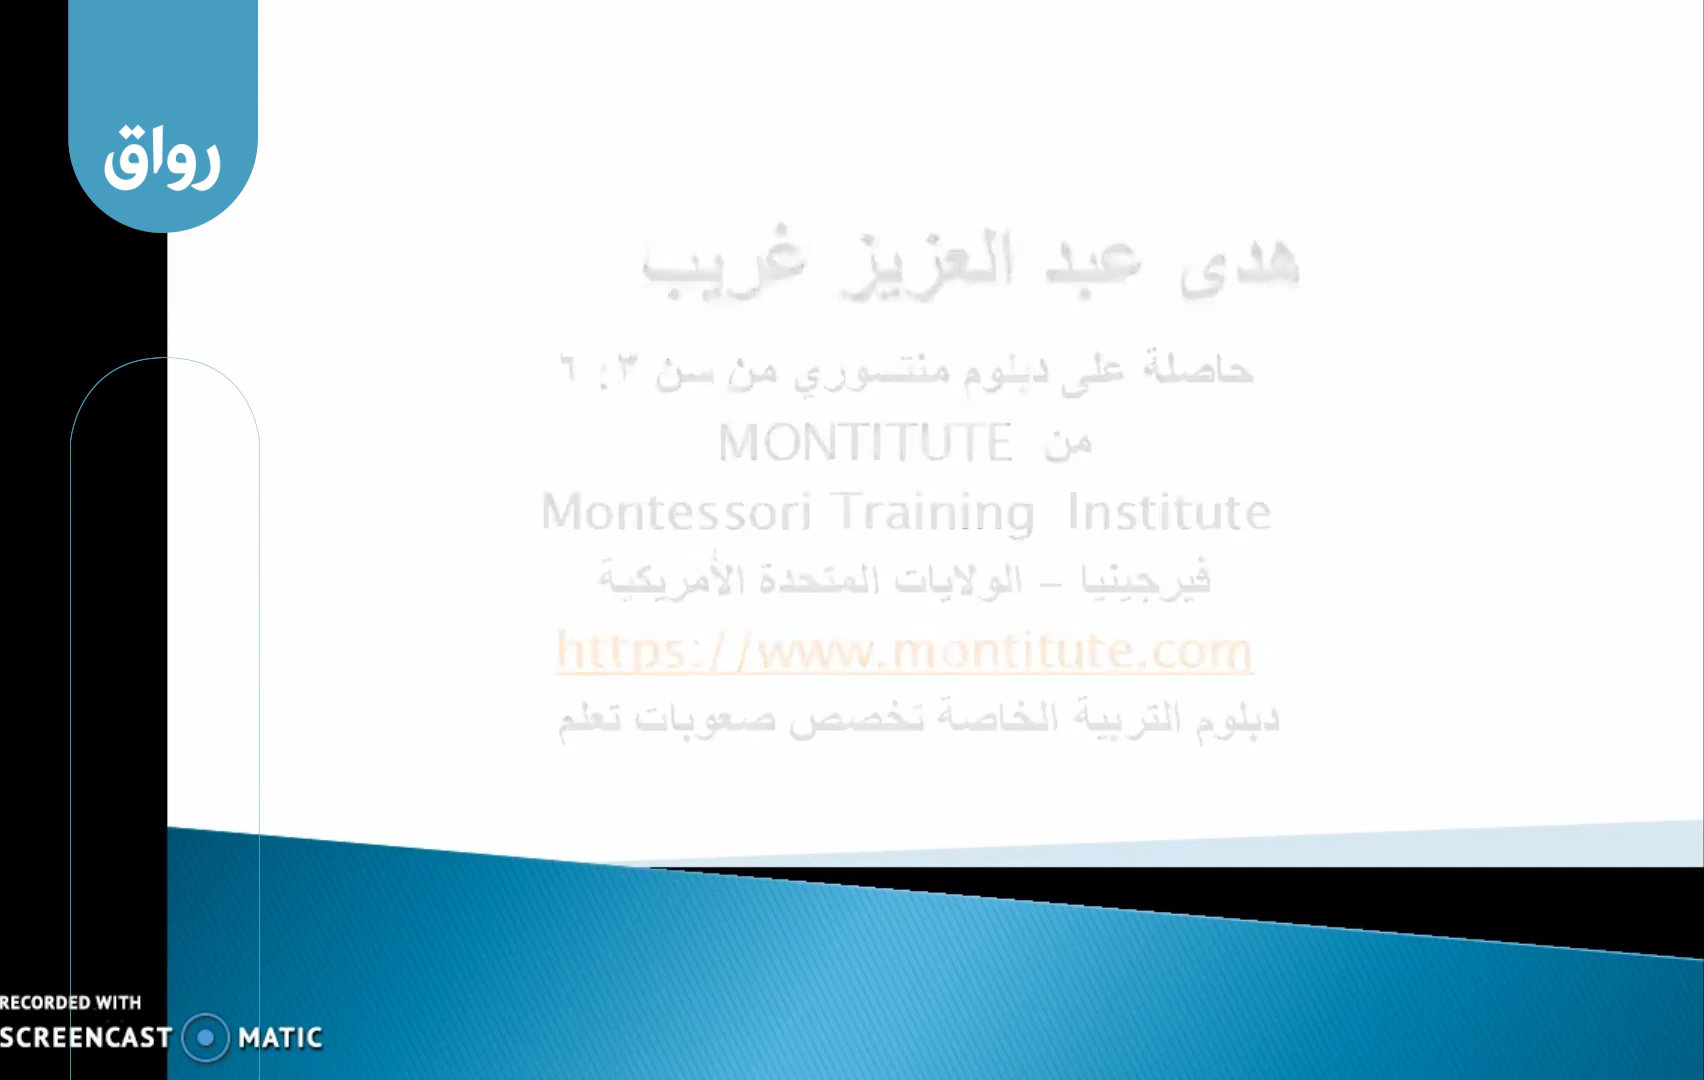 رواق
هدى عبد العزيز غريب
حاصلة على دبلوم منتسوري من سن ٣ : ٦
من MONTITUTE
Montessori Training Institute
فيرجينيا – الولايات المتحدة الأمريكية
https://www.montitute.com
دبلوم التربية الخاصة تخصص صعوبات تعلم
RECORDED WITH
SCREENCAST MATIC